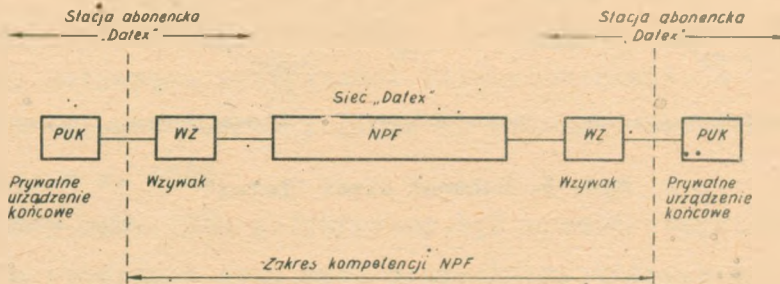 Stacja abonencka
„Datex"
Stacja abonencka
„Datex"
Sieć „Datex"
PUK
WZ
NPF
WZ
PUK
Prywatne
urządzenie
końcowe
Wzywak
Wzywak
Prywatne
urządzenie
końcowe
Zakres kompetencji NPF